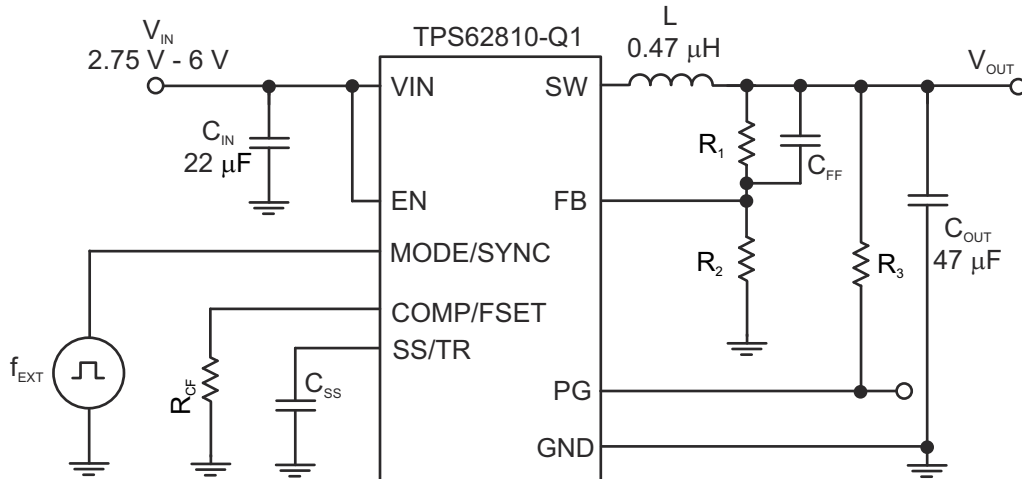 V_IN
2.75 V - 6 V
TPS62810-Q1
L
0.47 μH
V_OUT
VIN
SW
C_IN
22 μF
R_1
C_FF
EN
FB
C_OUT
47 μF
MODE/SYNC
R_2
R_3
COMP/FSET
SS/TR
f_EXT
R_CF
C_SS
PG
GND